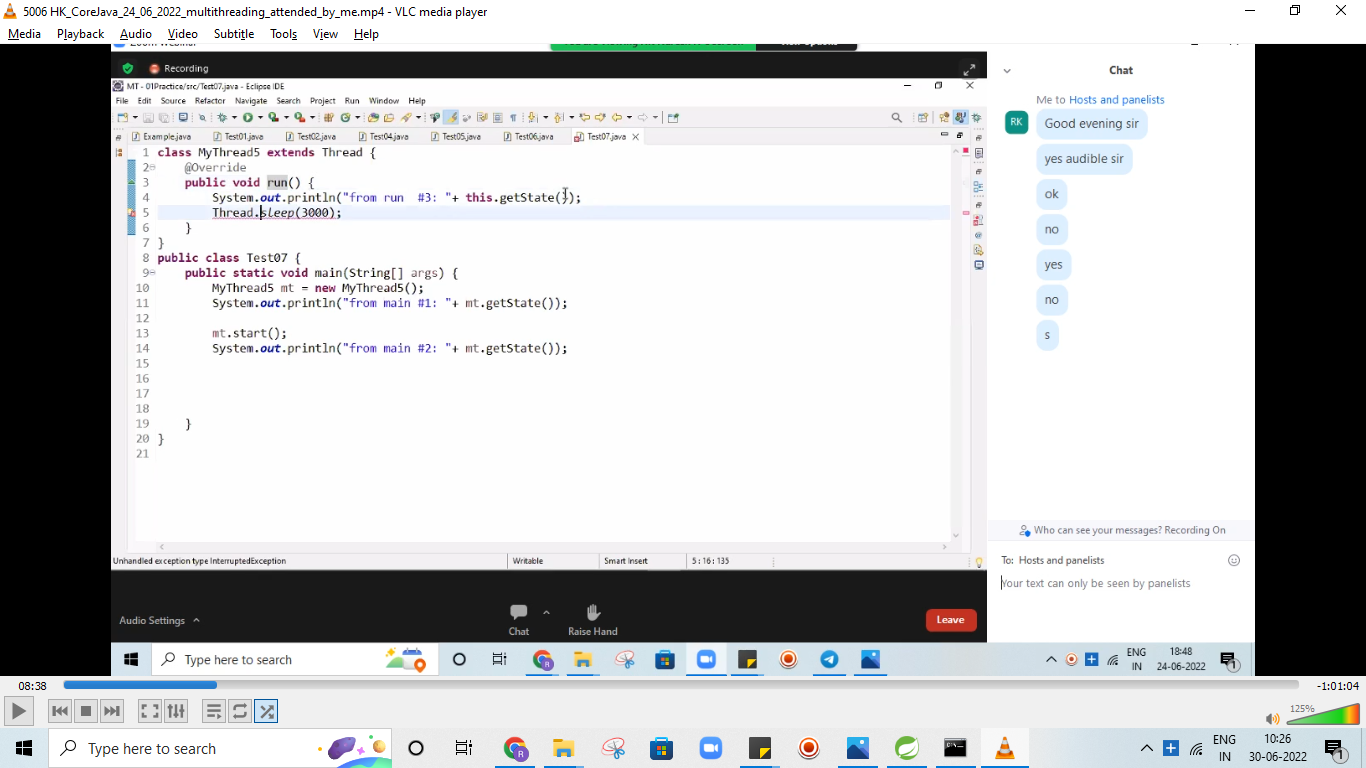 5006 HK_CoreJava_24_06_2022_multithreading_attended_by_me.mp4 - VLC media player
Media Playback Audio Video Subtitle Tools View Help
Recording
MT - 01Practice/src/Test07.java - Eclipse IDE
File Edit Source Refactor Navigate Search Project Run Window Help
Example.java Test01.java Test02.java Test04.java Test05.java Test06.java Test07.java
1 class MyThread5 extends Thread {
2 @Override
3 public void run() {
4 System.out.println("from run  #3: "+ this.getState());
5 Thread.sleep(3000);
6 }
7 }
8 public class Test07 {
9 public static void main(String[] args) {
10 MyThread5 mt = new MyThread5();
11 System.out.println("from main #1: "+ mt.getState());
12
13 mt.start();
14 System.out.println("from main #2: "+ mt.getState());
15
16
17
18
19 }
20 }
21
Unhandled exception type InterruptedException Writable Smart Insert 5 : 16 : 135
Audio Settings Chat Raise Hand Leave
Chat
Me to Hosts and panelists
RK Good evening sir
yes audible sir
ok
no
yes
no
s
Who can see your messages? Recording On
To: Hosts and panelists
Your text can only be seen by panelists
Type here to search
ENG
IN
18:48
24-06-2022
1
08:38 -1:01:04
125%
Type here to search
ENG
IN
10:26
30-06-2022
1